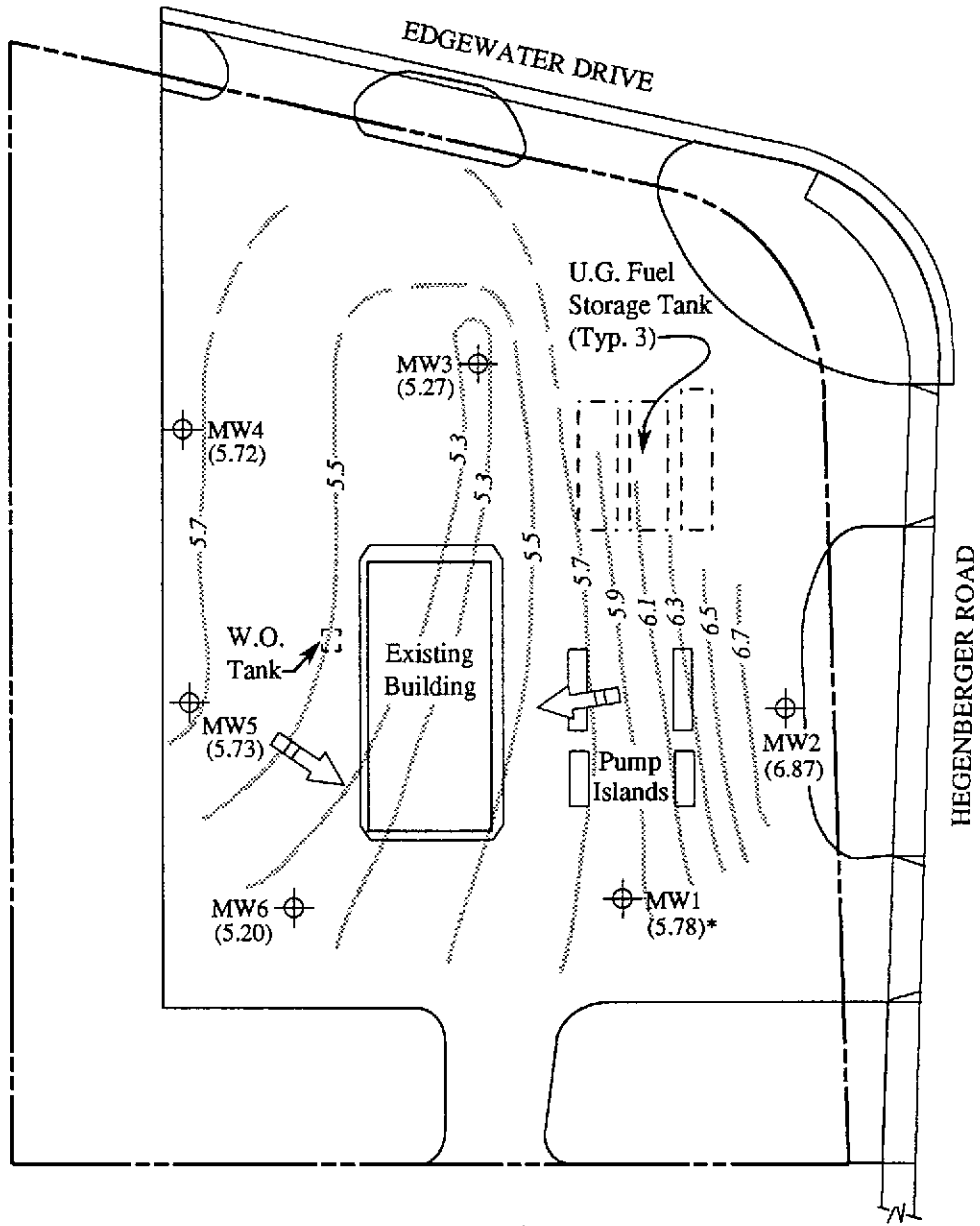 EDGEWATER DRIVE
U.G. Fuel
Storage Tank
(Typ. 3)
MW3
(5.27)
MW4
(5.72)
5.3
5.3
5.5
5.7
5.5
5.7
5.9
6.1
6.3
6.5
6.7
W.O.
Tank
Existing
Building
MW5
(5.73)
MW2
(6.87)
Pump
Islands
HEGENBERGER ROAD
MW6
(5.20)
MW1
(5.78)*